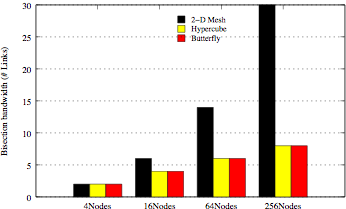 Bisection bandwidth (# Links)
30
25
20
15
10
5
0
2-D Mesh
Hypercube
Butterfly
4Nodes 16Nodes 64Nodes 256Nodes